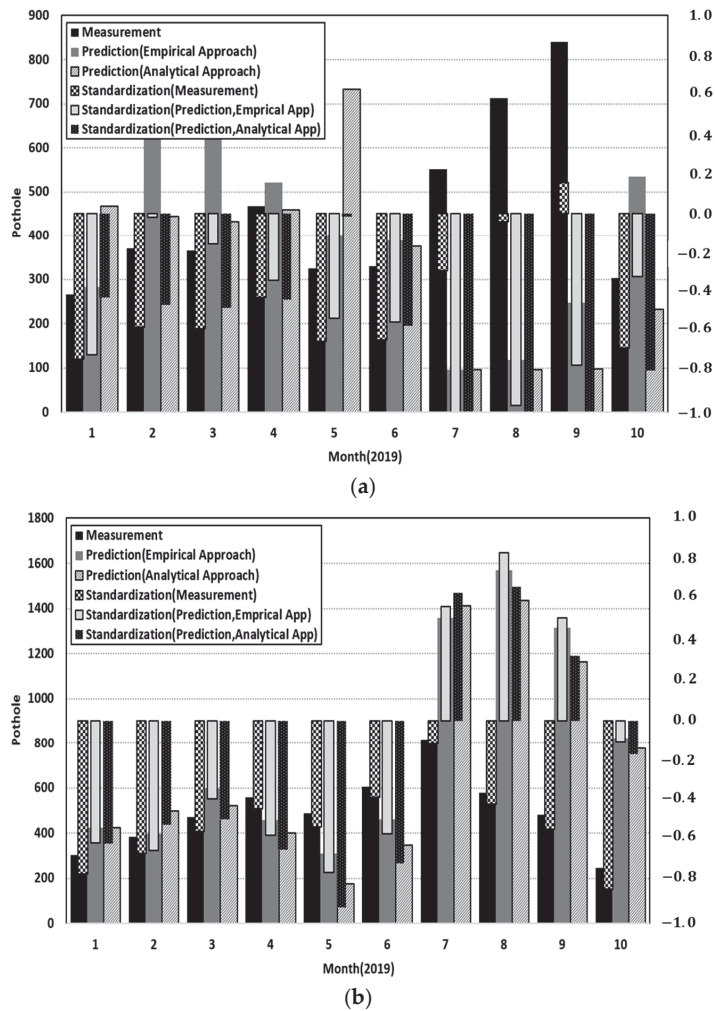 900
800
700
600
500
400
300
200
100
0
Pothole
Measurement
Prediction(Empirical Approach)
Prediction(Analytical Approach)
Standardization(Measurement)
Standardization(Prediction,Emprical App)
Standardization(Prediction,Analytical App)
1.0
0.8
0.6
0.4
0.2
0.0
−0.2
−0.4
−0.6
−0.8
−1.0
1 2 3 4 5 6 7 8 9 10
Month(2019)
(a)
1800
1600
1400
1200
1000
800
600
400
200
0
Pothole
Measurement
Prediction(Empirical Approach)
Prediction(Analytical Approach)
Standardization(Measurement)
Standardization(Prediction,Emprical App)
Standardization(Prediction,Analytical App)
1.0
0.8
0.6
0.4
0.2
0.0
−0.2
−0.4
−0.6
−0.8
−1.0
1 2 3 4 5 6 7 8 9 10
Month(2019)
(b)